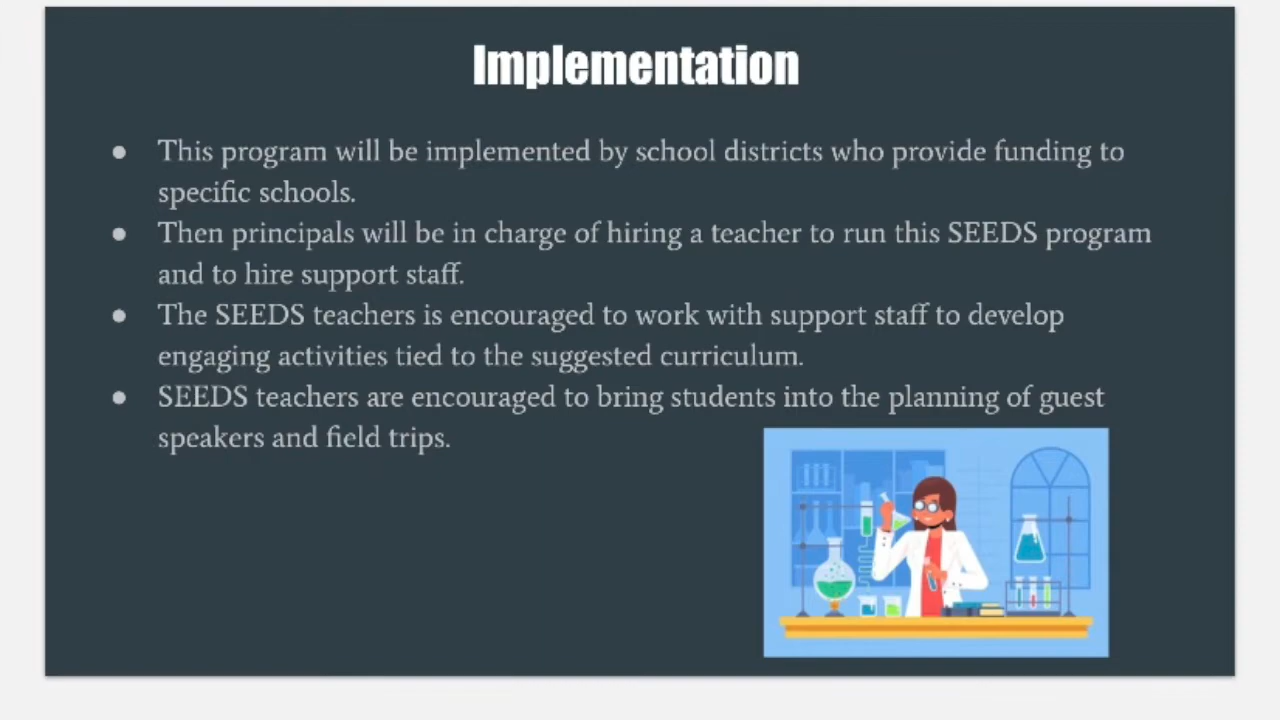 Implementation
● This program will be implemented by school districts who provide funding to
specific schools.
● Then principals will be in charge of hiring a teacher to run this SEEDS program
and to hire support staff.
● The SEEDS teachers is encouraged to work with support staff to develop
engaging activities tied to the suggested curriculum.
● SEEDS teachers are encouraged to bring students into the planning of guest
speakers and field trips.